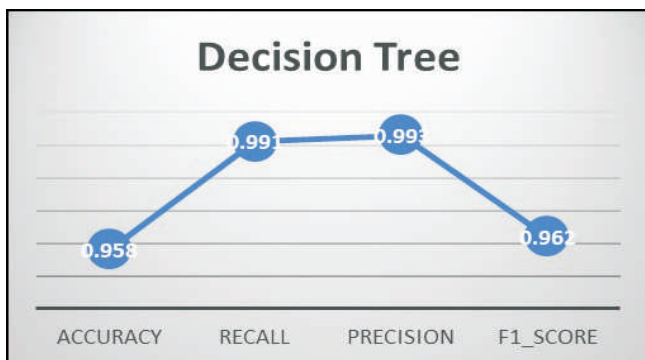 Decision Tree
0.958
0.991
0.993
0.962
ACCURACY RECALL PRECISION F1_SCORE